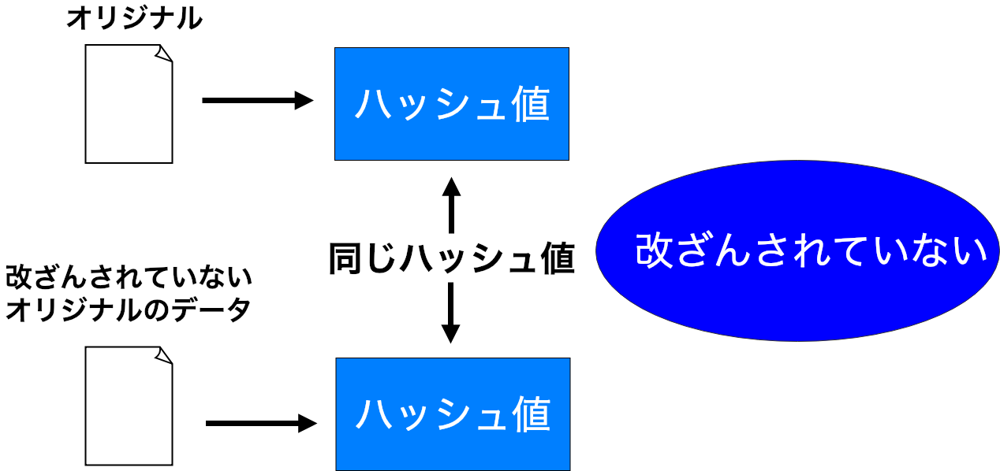 オリジナル
ハッシュ値
同じハッシュ値
改ざんされていない
改ざんされていない
オリジナルのデータ
ハッシュ値